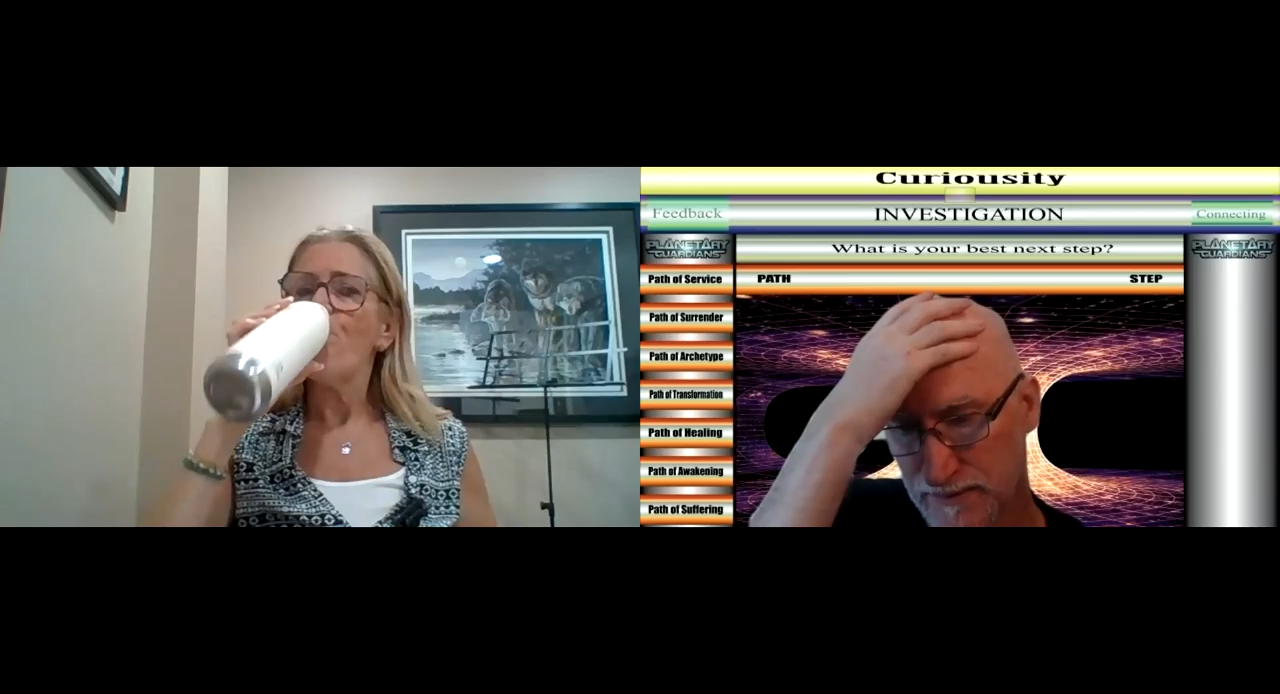 Curiousity
Feedback
INVESTIGATION
Connecting
PLANETARY
GUARDIANS
What is your best next step?
PLANETARY
GUARDIANS
Path of Service
PATH
STEP
Path of Surrender
Path of Archetype
Path of Transformation
Path of Healing
Path of Awakening
Path of Suffering